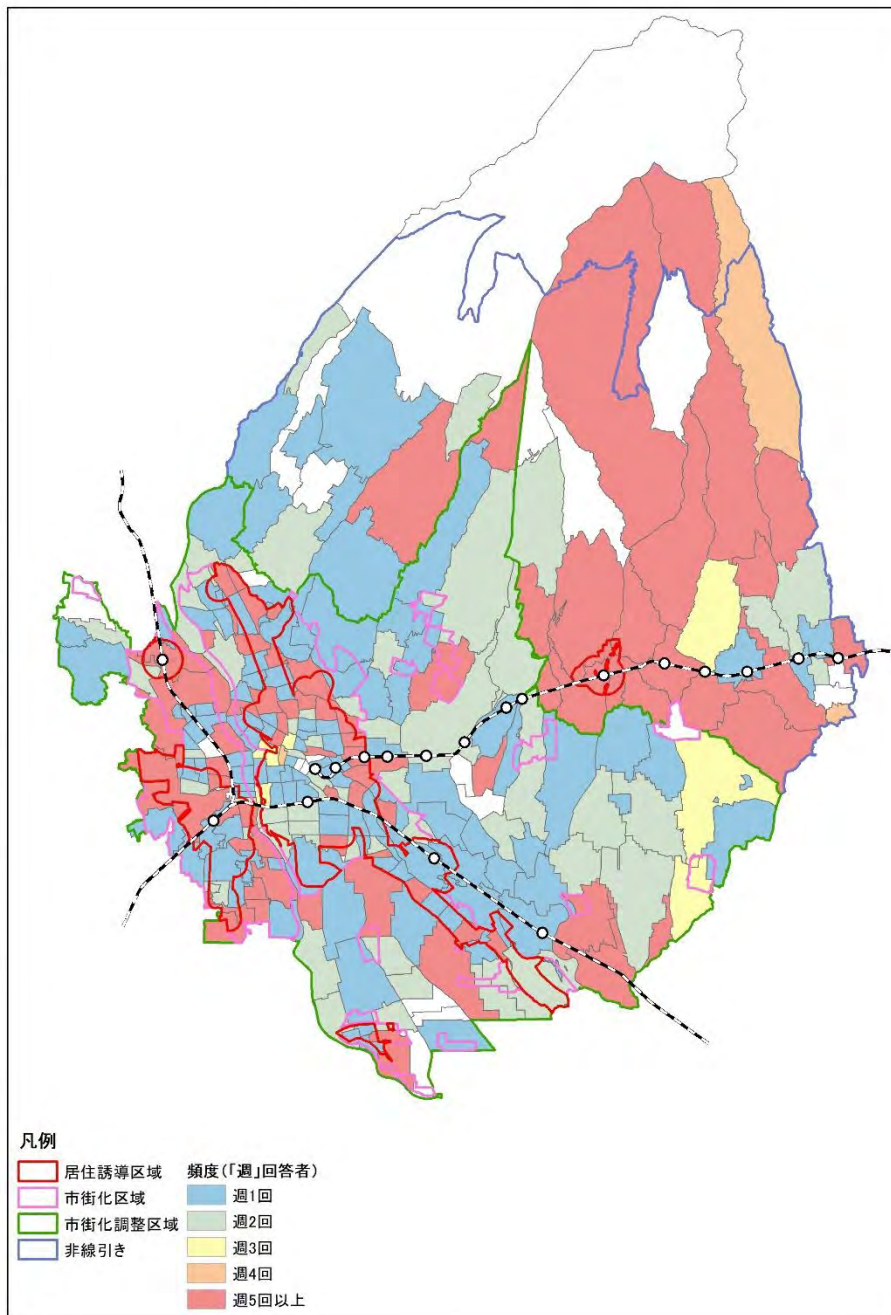 凡例
居住誘導区域
市街化区域
市街化調整区域
非線引き
頻度(「週」回答者)
週1回
週2回
週3回
週4回
週5回以上